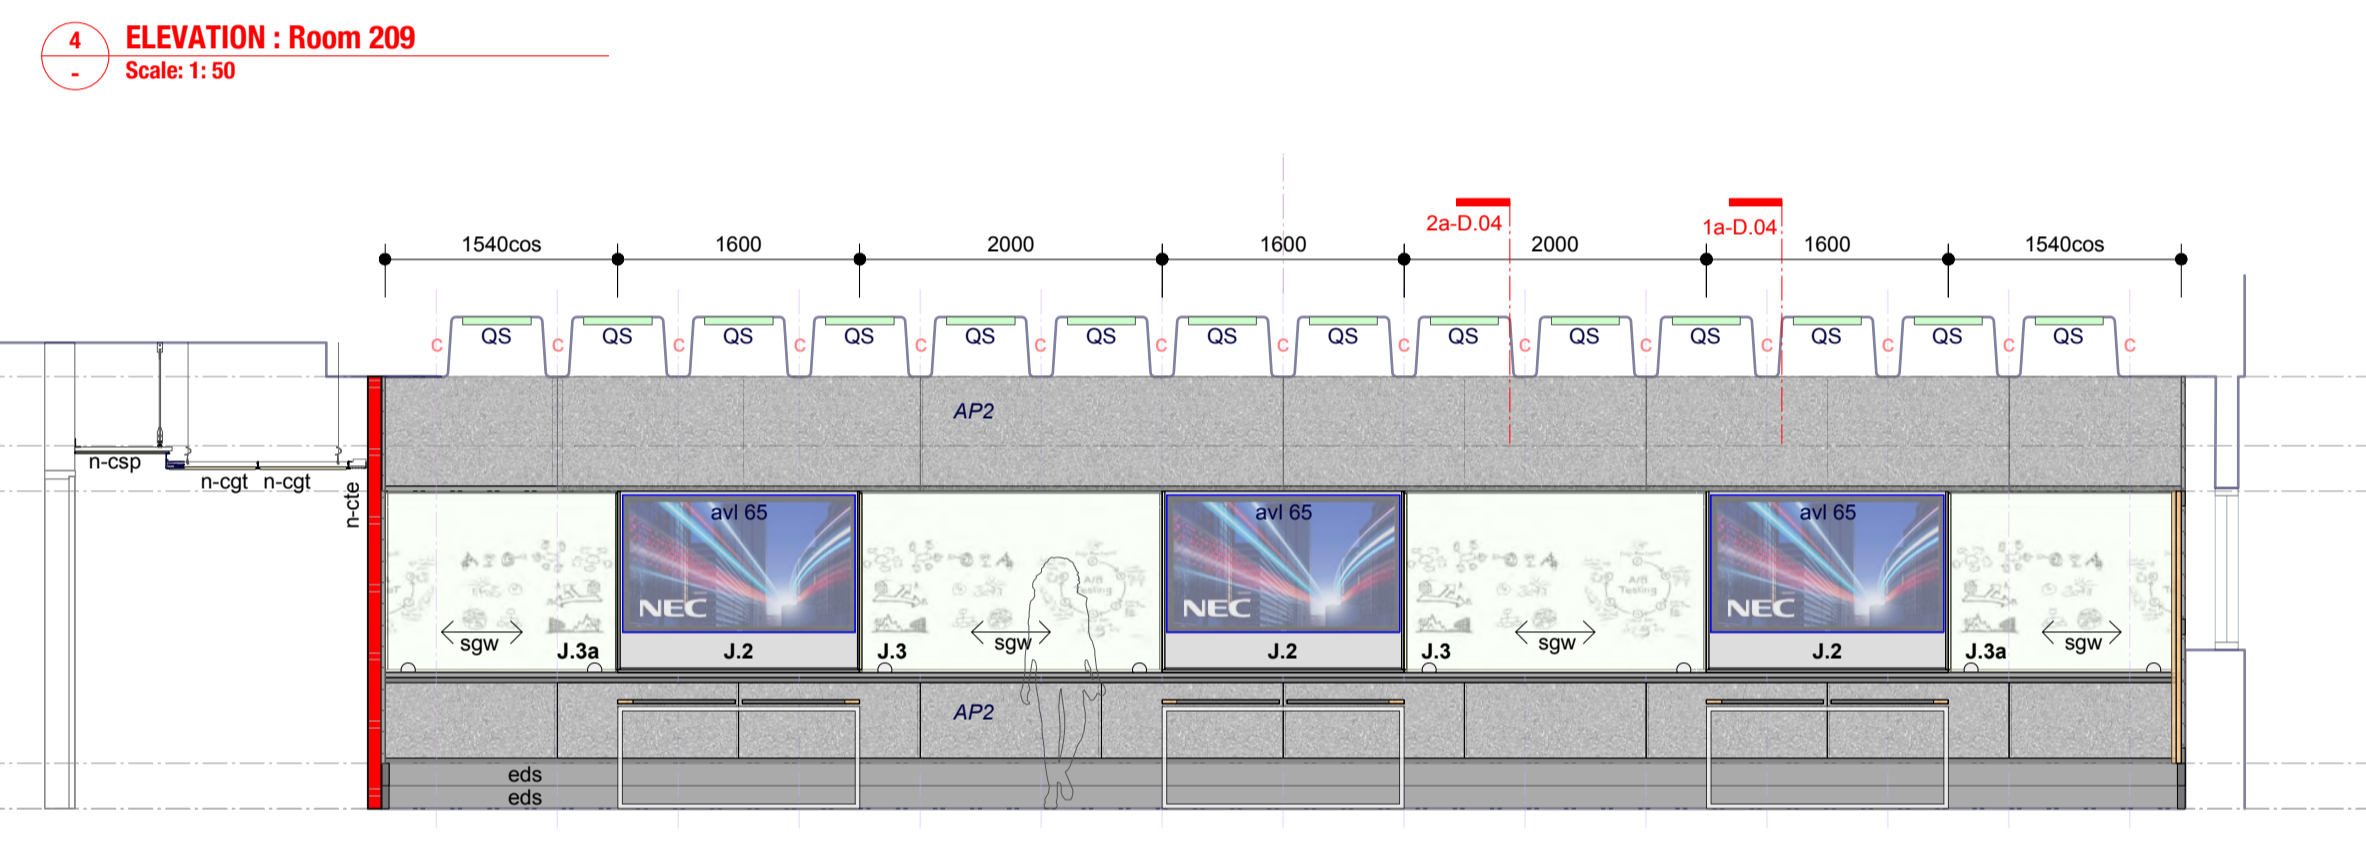 4
-
ELEVATION : Room 209
Scale: 1: 50
2a-D.04
1a-D.04
1540cos 1600 2000 1600 2000 1600 1540cos
QS QS QS QS QS QS QS QS QS QS QS QS QS QS
C C C C C C C C C C C C C C C
AP2
n-csp
n-cgt n-cgt
n-cte
avl 65 avl 65 avl 65
A/B
Testing
NEC NEC NEC
sgw sgw sgw sgw
J.3a J.2 J.3 J.2 J.3 J.2 J.3a
AP2
eds
eds